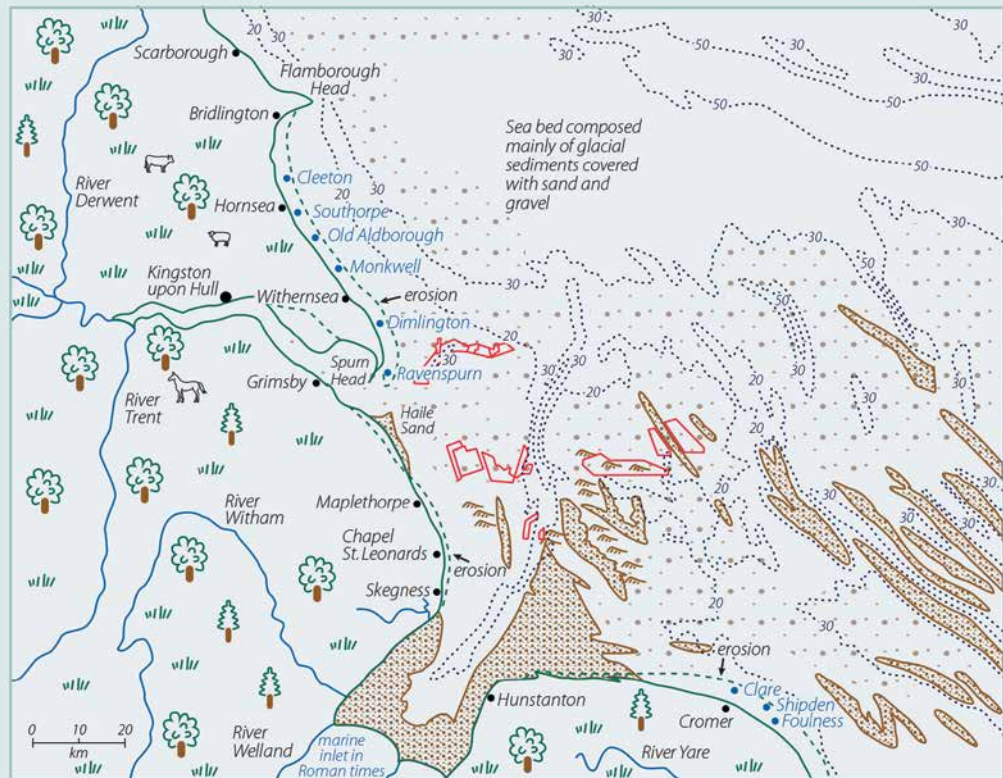 20
30
Scarborough
Flamborough
Head
Bridlington
50
30
30
50
50
Sea bed composed
mainly of glacial
sediments covered
with sand and
gravel
20
30
30
50
River
Derwent
Cleeton
Hornsea
Southorpe
Old Aldborough
Monkwell
30
30
30
50
Kingston
upon Hull
Withernsea
erosion
Dimlington
20
30
20
30
20
Spurn
Head
Ravenspurn
Grimsby
River
Trent
Haile
Sand
20
30
Maplethorpe
River
Witham
Chapel
St. Leonards
erosion
Skegness
30
20
30
erosion
Hunstanton
Clare
Shipden
Foulness
Cromer
0
10
20
km
River
Welland
marine
inlet in
Roman times
River Yare